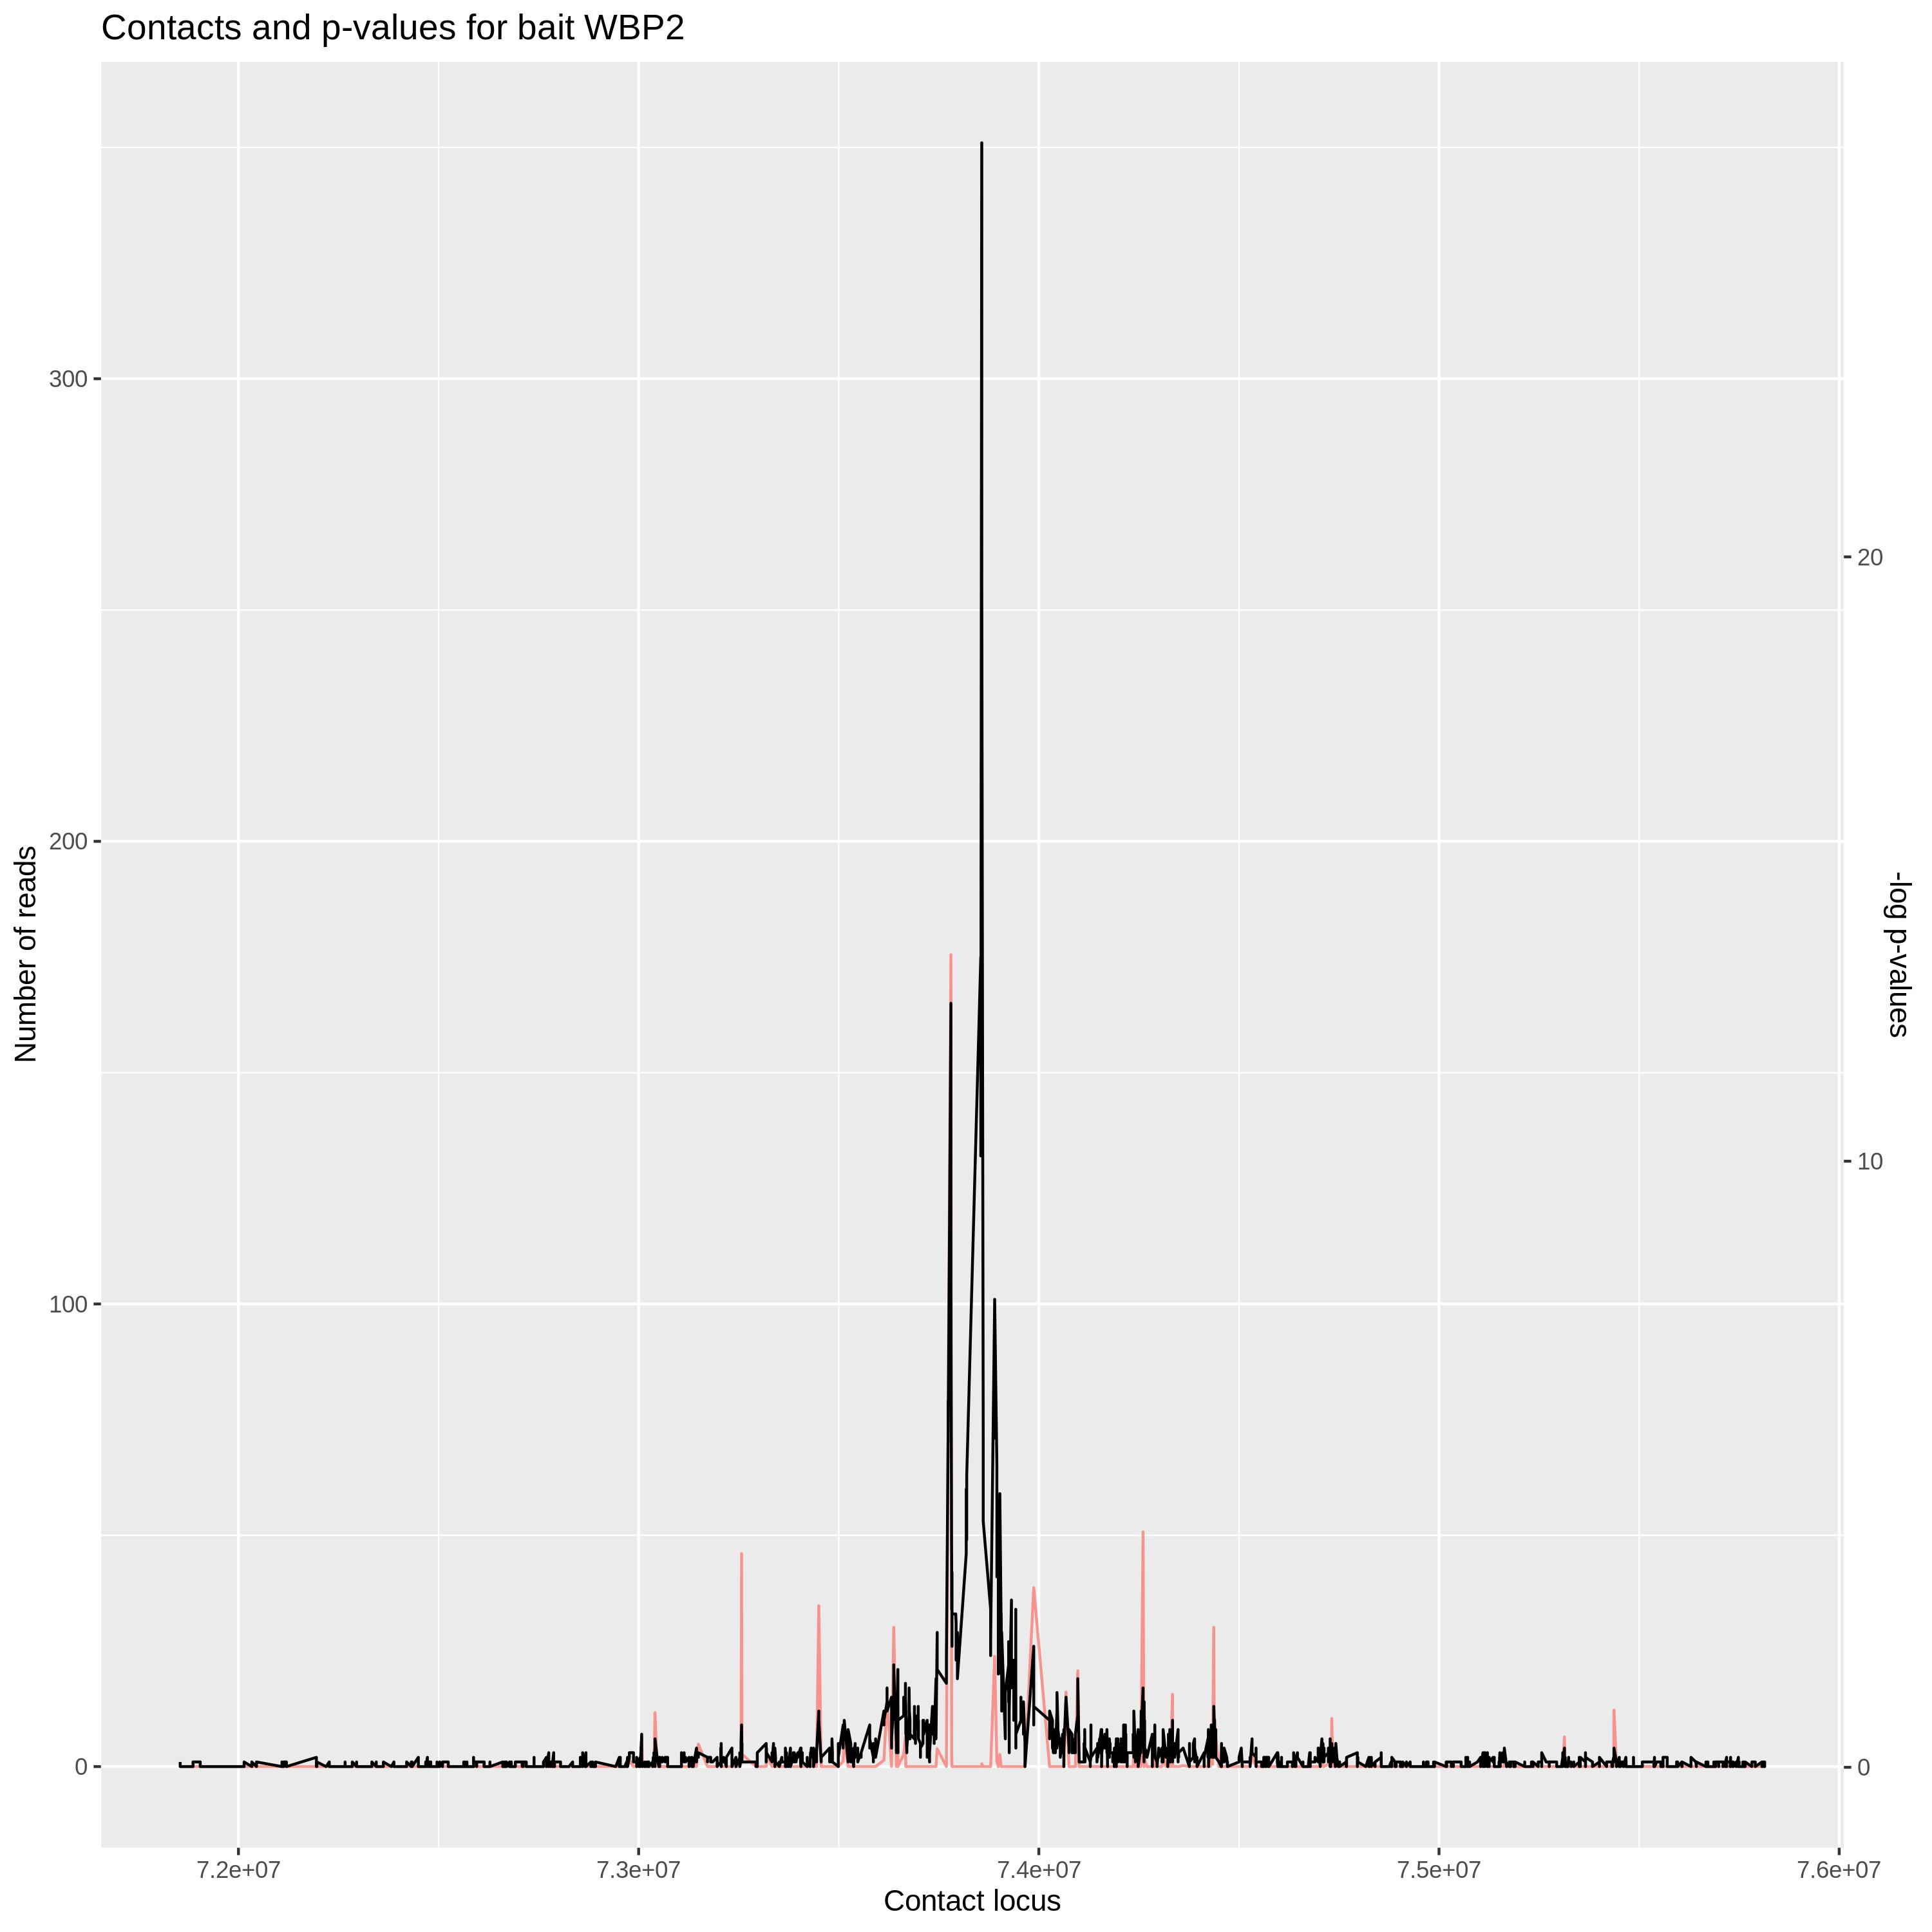 Contacts and p-values for bait WBP2
Number of reads
300
200
100
0
20
10
0
-log p-values
7.2e+07
7.3e+07
7.4e+07
7.5e+07
7.6e+07
Contact locus